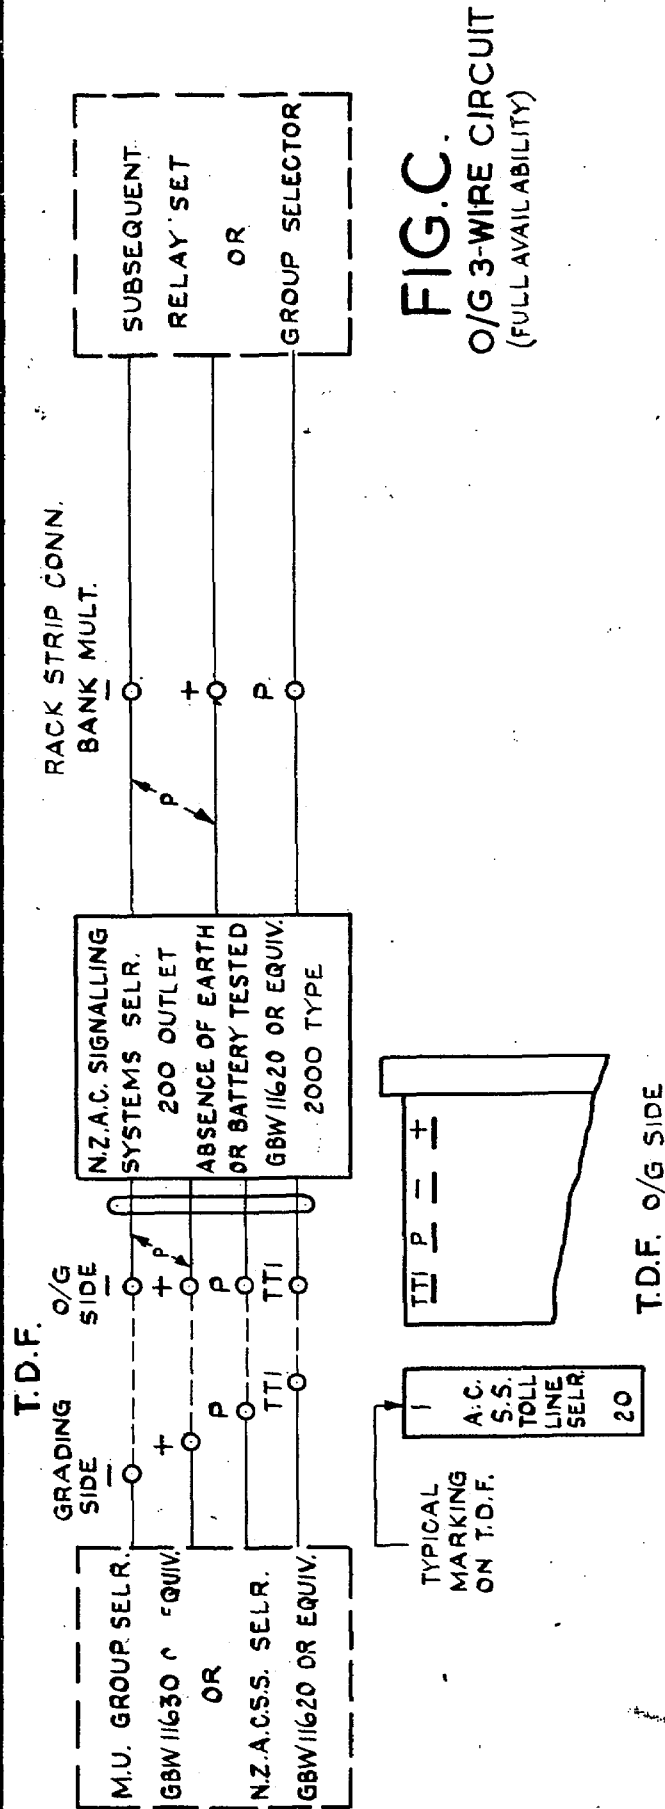 T.D.F.
GRADING
SIDE
O/G
SIDE
RACK STRIP CONN.
BANK MULT.
M.U. GROUP SELR.
GBW11630
OR
N.Z.A.C.S.S. SELR.
GBW11620 OR EQUIV.
− + P TTI
− + P TTI
P
N.Z.A.C. SIGNALLING
SYSTEMS SELR.
200 OUTLET
ABSENCE OF EARTH
OR BATTERY TESTED
GBW11620 OR EQUIV.
2000 TYPE
P
− + P
SUBSEQUENT
RELAY SET
OR
GROUP SELECTOR
TYPICAL
MARKING
ON T.D.F.
1
A.C.
S.S.
TOLL
LINE
SELR.
20
TTI P − +
T.D.F. O/G SIDE
FIG.C.
O/G 3-WIRE CIRCUIT
(FULL AVAILABILITY)